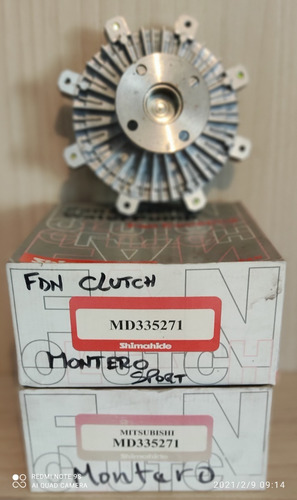 FAN CLUTCH
MD335271
Shimahide
MONTERO
SPORT
MITSUBISHI
MD335271
Montero
REDMI NOTE 9S
AI QUAD CAMERA
2021/2/9 09:14